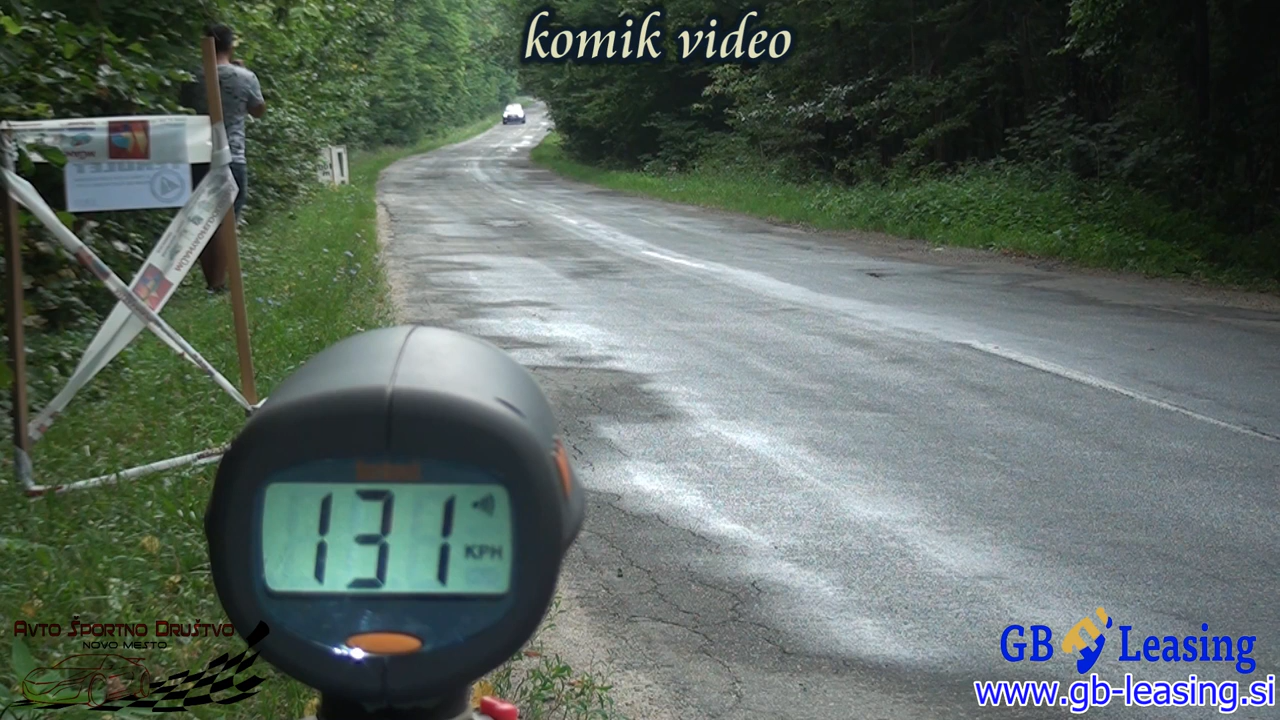 komik video
131
KPH
Avto Športno Društvo
Novo mesto
GB Leasing
www.gb-leasing.si